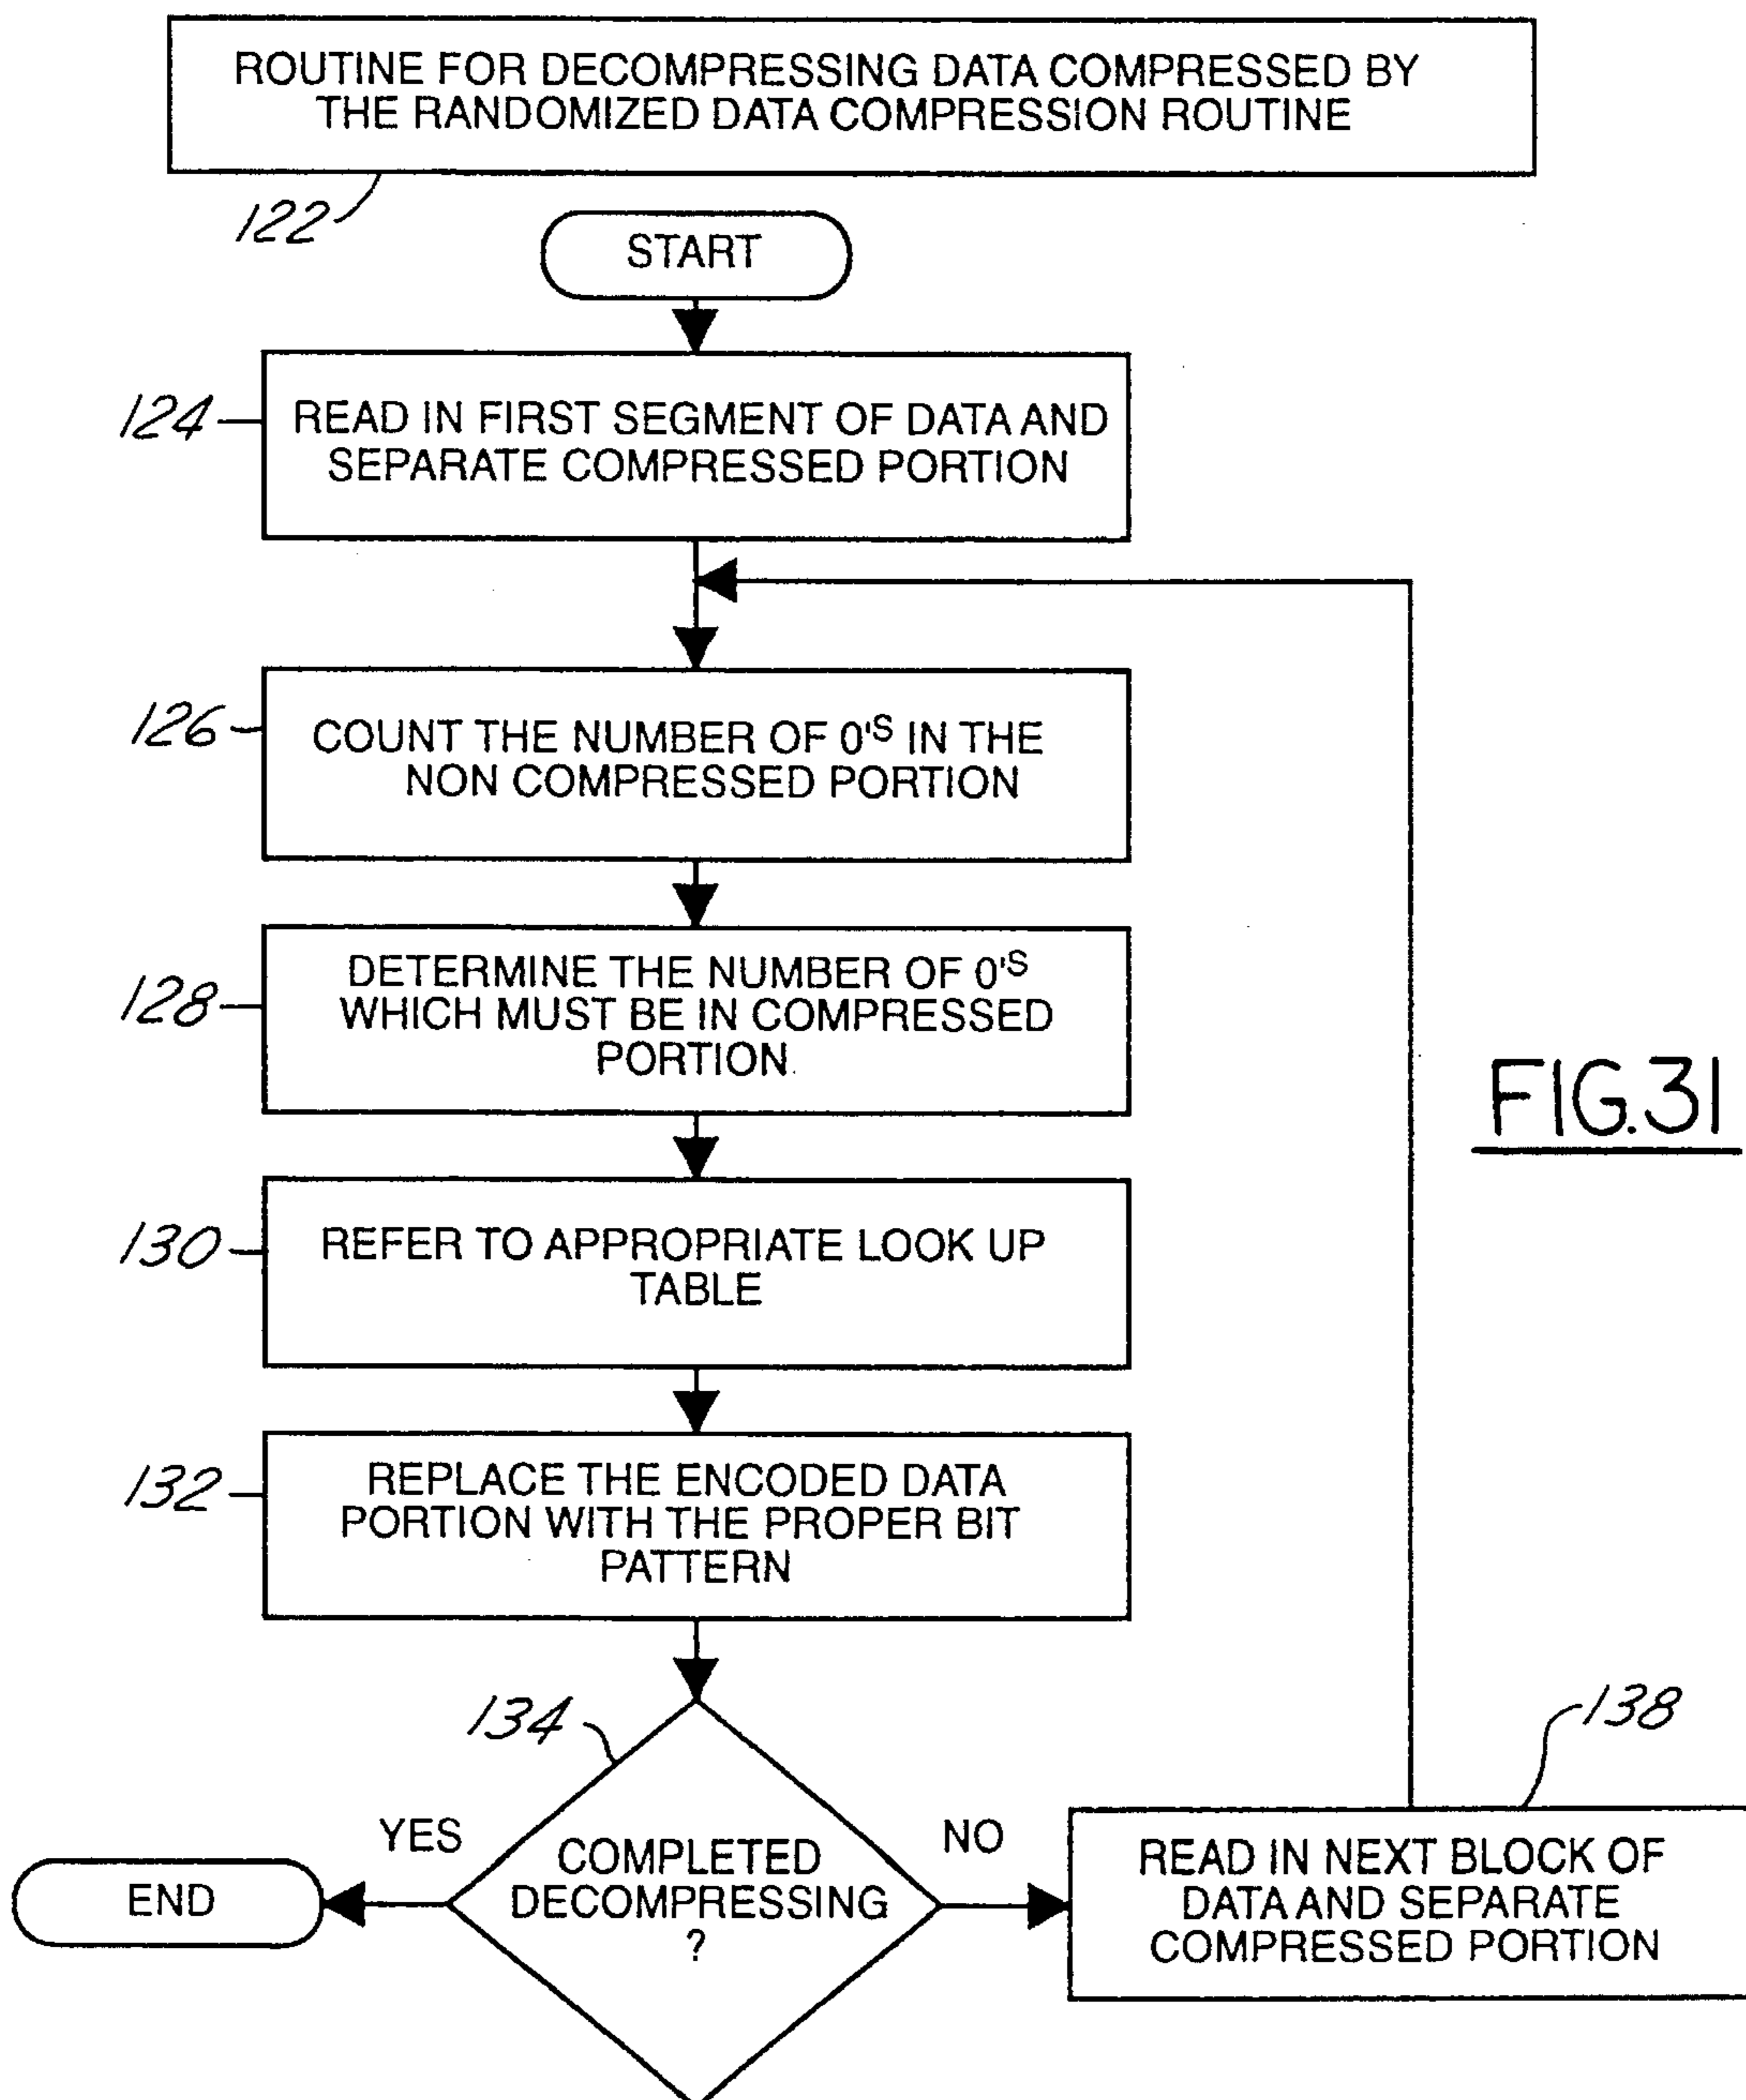 ROUTINE FOR DECOMPRESSING DATA COMPRESSED BY
THE RANDOMIZED DATA COMPRESSION ROUTINE
122
START
124
READ IN FIRST SEGMENT OF DATA AND
SEPARATE COMPRESSED PORTION
126
COUNT THE NUMBER OF 0'S IN THE
NON COMPRESSED PORTION
128
DETERMINE THE NUMBER OF 0'S
WHICH MUST BE IN COMPRESSED
PORTION
FIG.31
130
REFER TO APPROPRIATE LOOK UP
TABLE
132
REPLACE THE ENCODED DATA
PORTION WITH THE PROPER BIT
PATTERN
134
138
YES
NO
END
COMPLETED
DECOMPRESSING
?
READ IN NEXT BLOCK OF
DATA AND SEPARATE
COMPRESSED PORTION